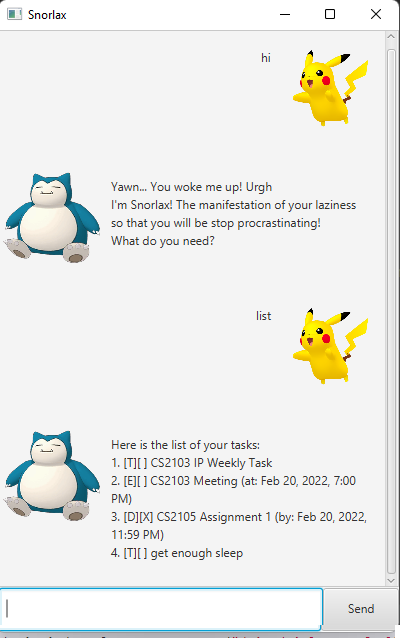 Snorlax
hi
Yawn... You woke me up! Urgh
I'm Snorlax! The manifestation of your laziness
so that you will be stop procrastinating!
What do you need?
list
Here is the list of your tasks:
1. [T][ ] CS2103 IP Weekly Task
2. [E][ ] CS2103 Meeting (at: Feb 20, 2022, 7:00
PM)
3. [D][X] CS2105 Assignment 1 (by: Feb 20, 2022,
11:59 PM)
4. [T][ ] get enough sleep
Send